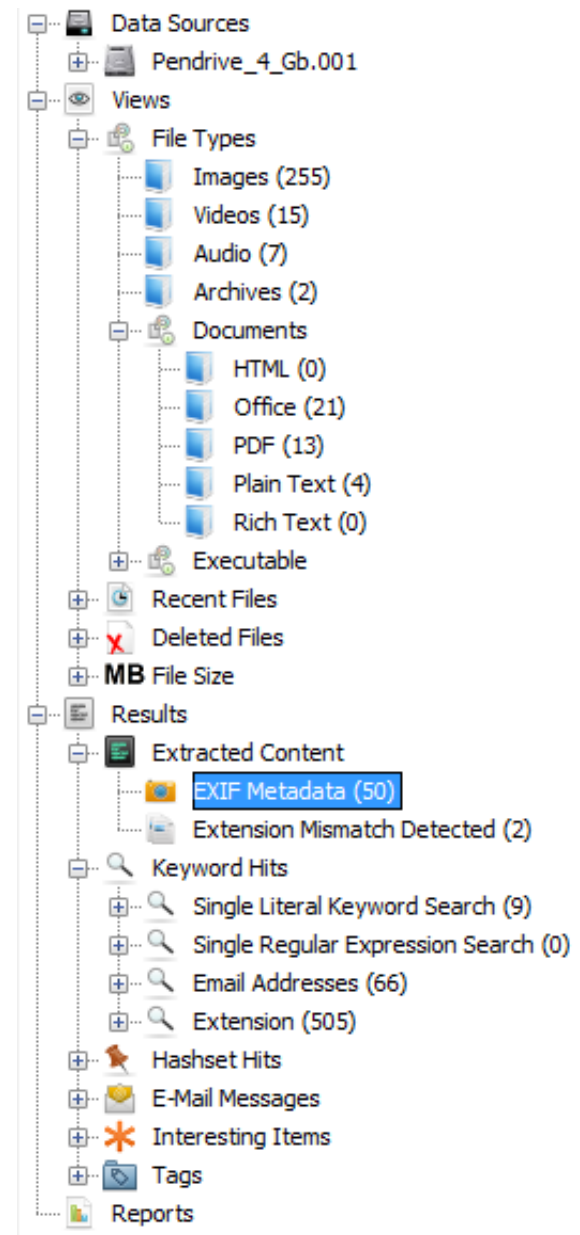 Data Sources
Pendrive_4_Gb.001
Views
File Types
Images (255)
Videos (15)
Audio (7)
Archives (2)
Documents
HTML (0)
Office (21)
PDF (13)
Plain Text (4)
Rich Text (0)
Executable
Recent Files
Deleted Files
MB File Size
Results
Extracted Content
EXIF Metadata (50)
Extension Mismatch Detected (2)
Keyword Hits
Single Literal Keyword Search (9)
Single Regular Expression Search (0)
Email Addresses (66)
Extension (505)
Hashset Hits
E-Mail Messages
Interesting Items
Tags
Reports